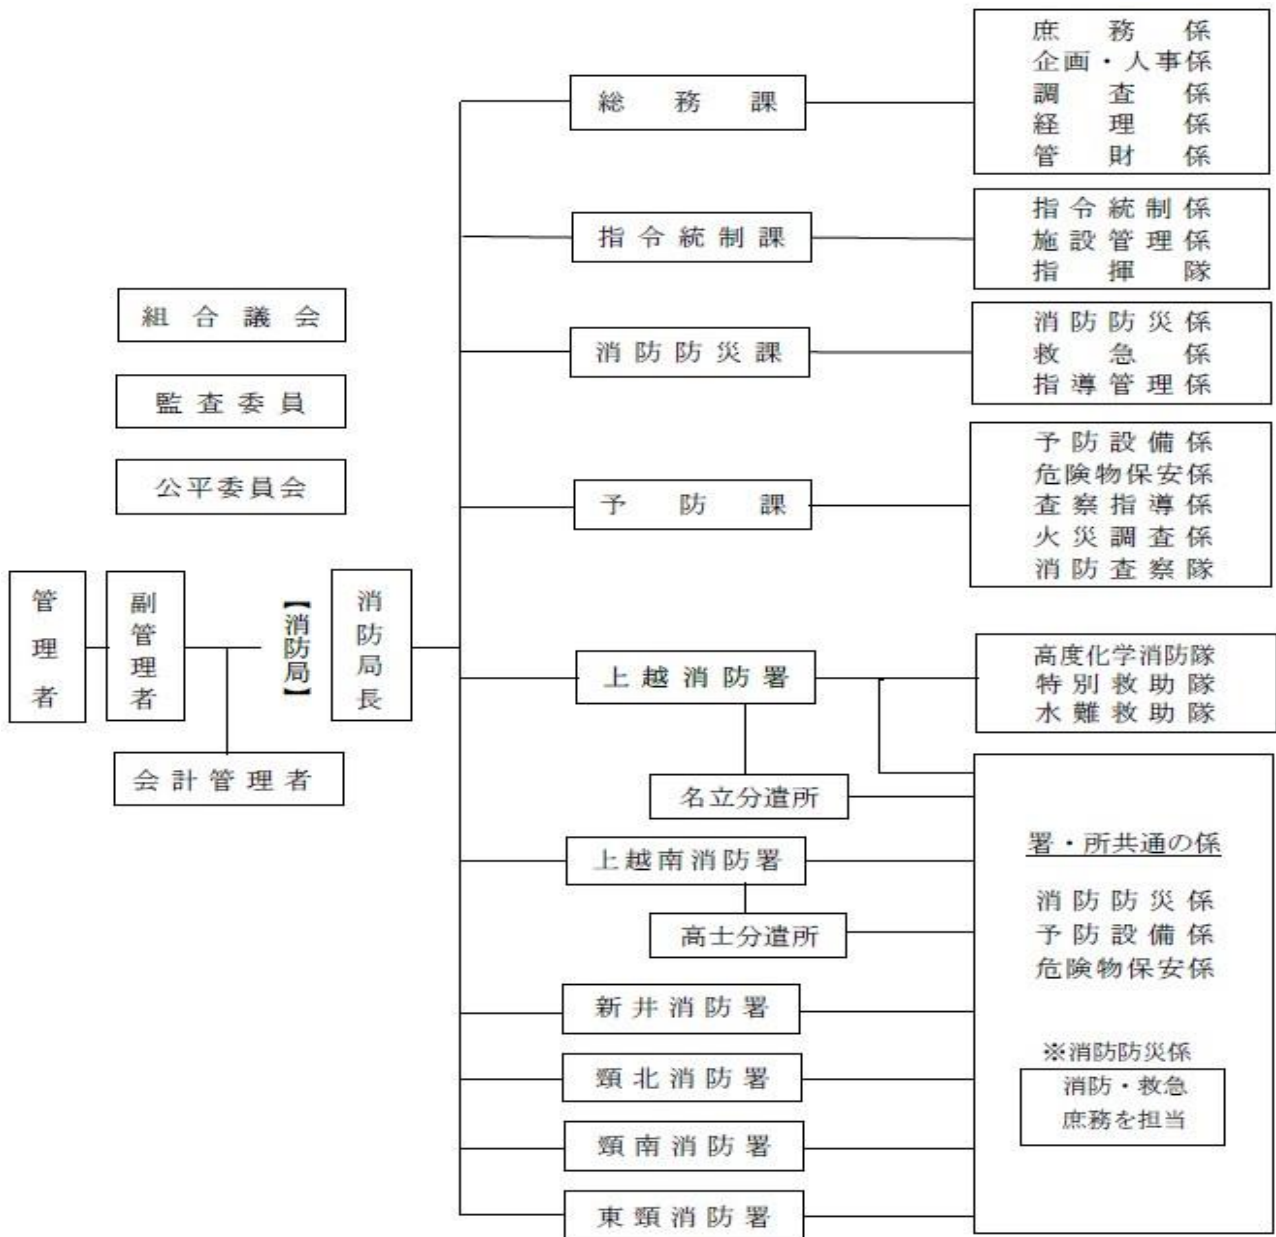 組合議会
監査委員
公平委員会
管理者
副管理者
会計管理者
【消防局】
消防局長
総務課
庶務係
企画・人事係
調査係
経理係
管財係
指令統制課
指令統制係
施設管理係
指揮隊
消防防災課
消防防災係
救急係
指導管理係
予防課
予防設備係
危険物保安係
査察指導係
火災調査係
消防査察隊
上越消防署
高度化学消防隊
特別救助隊
水難救助隊
名立分遣所
上越南消防署
高士分遣所
新井消防署
頸北消防署
頸南消防署
東頸消防署
署・所共通の係
消防防災係
予防設備係
危険物保安係
※消防防災係
消防・救急
庶務を担当